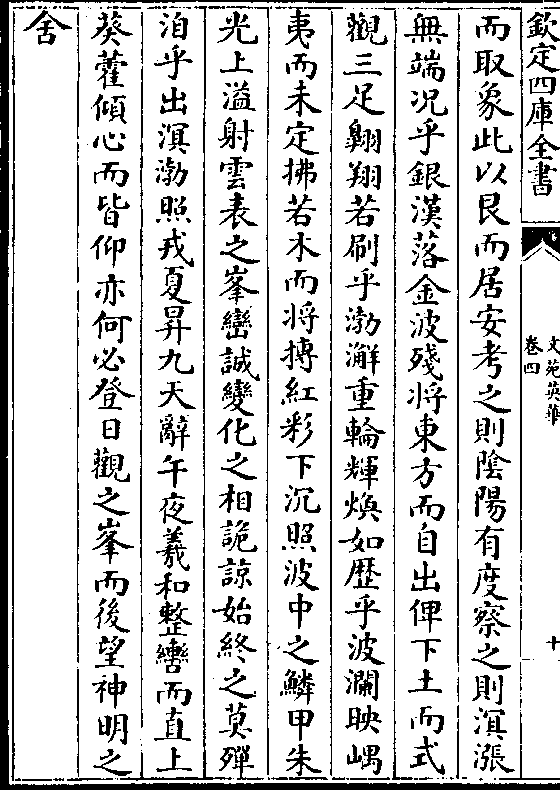 欽定四庫全書
文苑英華
卷四
十
而取象此以艮而居安考之則陰陽有度察之則溟漲
無端况乎銀漢落金波殘将東方而自出俾下土而式
觀三足翺翔若刷乎渤澥重輪輝煥如歴乎波瀾映嵎
夷而未定拂若木而将摶紅彩下沉照波中之鱗甲朱
光上溢射雲表之峯巒誠變化之相詭諒始終之莫殫
洎乎出溟渤照戎夏昇九天辭午夜羲和整轡而直上
葵藿傾心而皆仰亦何必登日觀之峯而後望神明之
舍